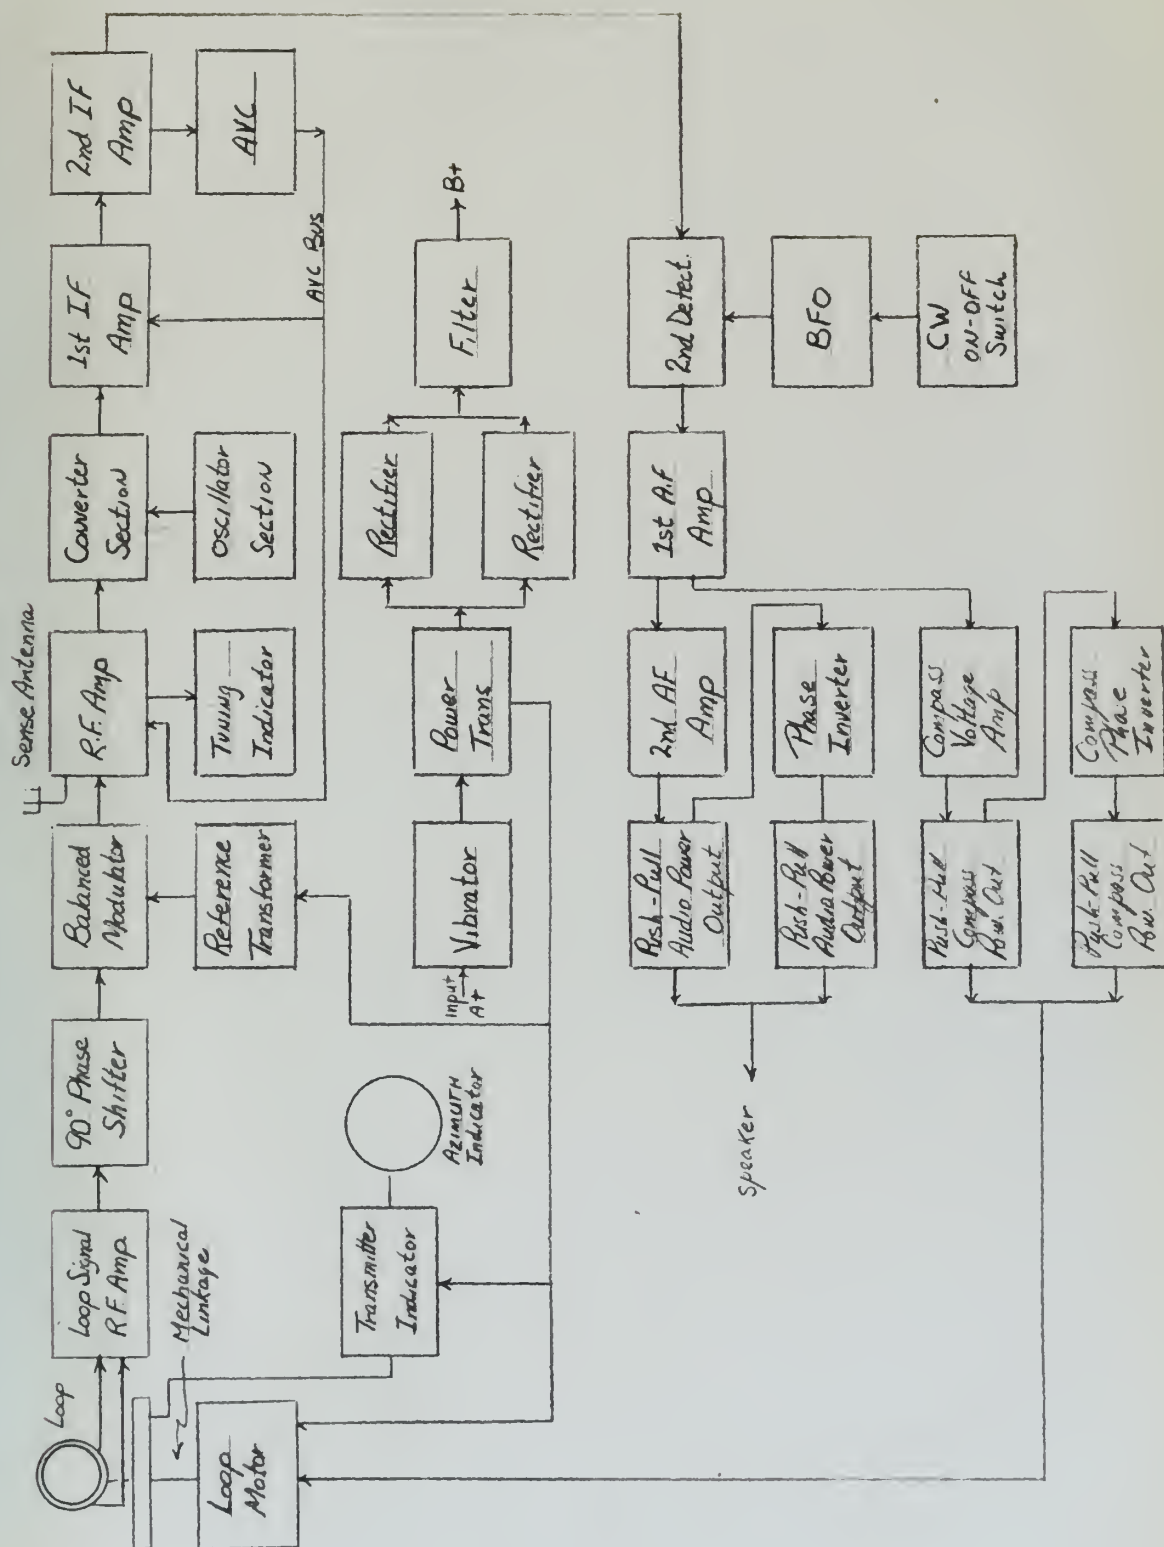 Loop
Loop Signal
R.F. Amp
90° Phase
Shifter
Balanced
Modulator
Sense Antenna
R.F. Amp
Converter
Section
1st IF
Amp
2nd IF
Amp
Mechanical
Linkage
Loop
Motor
Reference
Transformer
Tuning
Indicator
Oscillator
Section
AVC
AVC Bus
Transmitter
Indicator
AZIMUTH
Indicator
Input
A+
Vibrator
Power
Trans
Rectifier
Rectifier
Filter
B+
Speaker
Push-Pull
Audio Power
Output
2nd AF
Amp
1st A.F
Amp
2nd Detect.
Push-Pull
Aud. Power
Output
Phase
Inverter
BFO
Push-Pull
Compass
Pow. Out
Compass
Voltage
Amp
CW
ON-OFF
Switch
Push-Pull
Compass
Pow. Out
Compass
Phase
Inverter